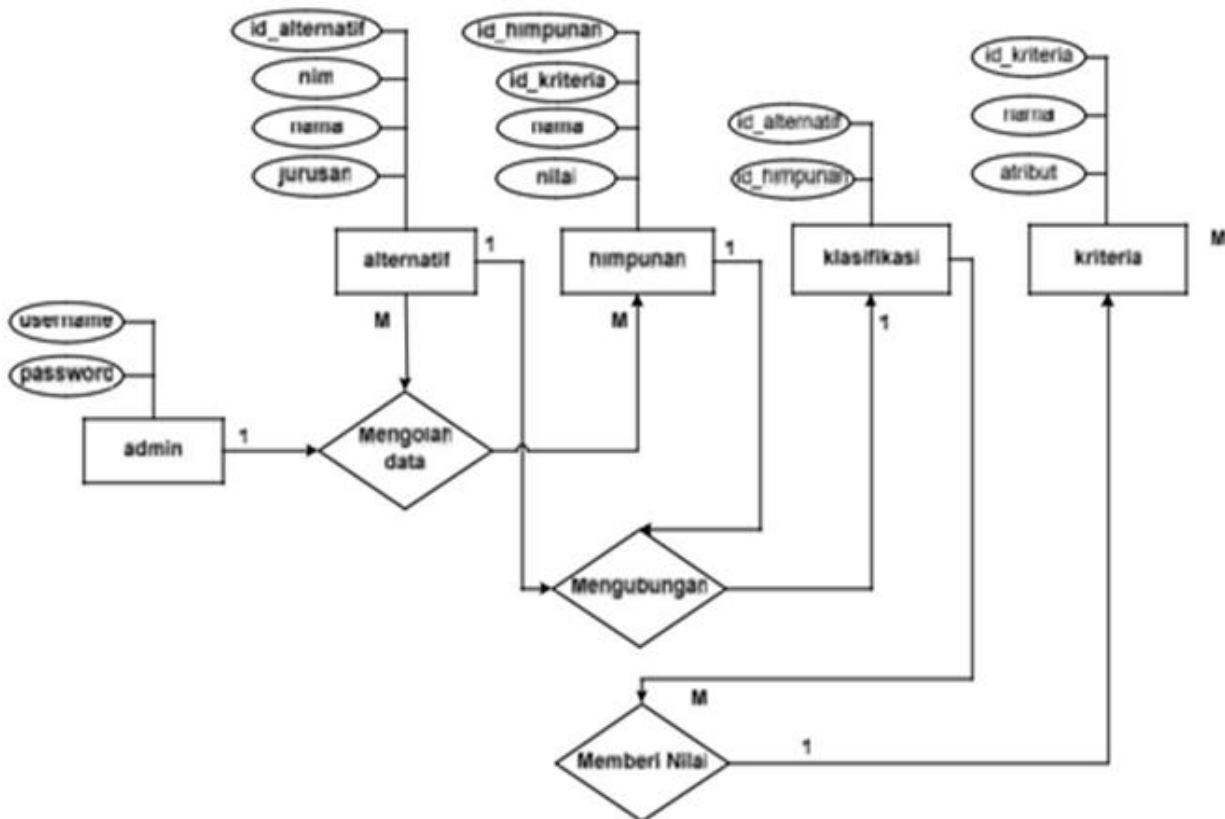 id_alternatif
nim
nama
jurusan
id_himpunan
id_kriteria
nama
nilai
id_alternatif
id_himpunan
id_kriteria
nama
atribut
alternatif
1
himpunan
1
klasifikasi
kriteria
M
M
M
1
username
password
admin
1
Mengolah
data
Mengubungan
M
Memberi Nilai
1